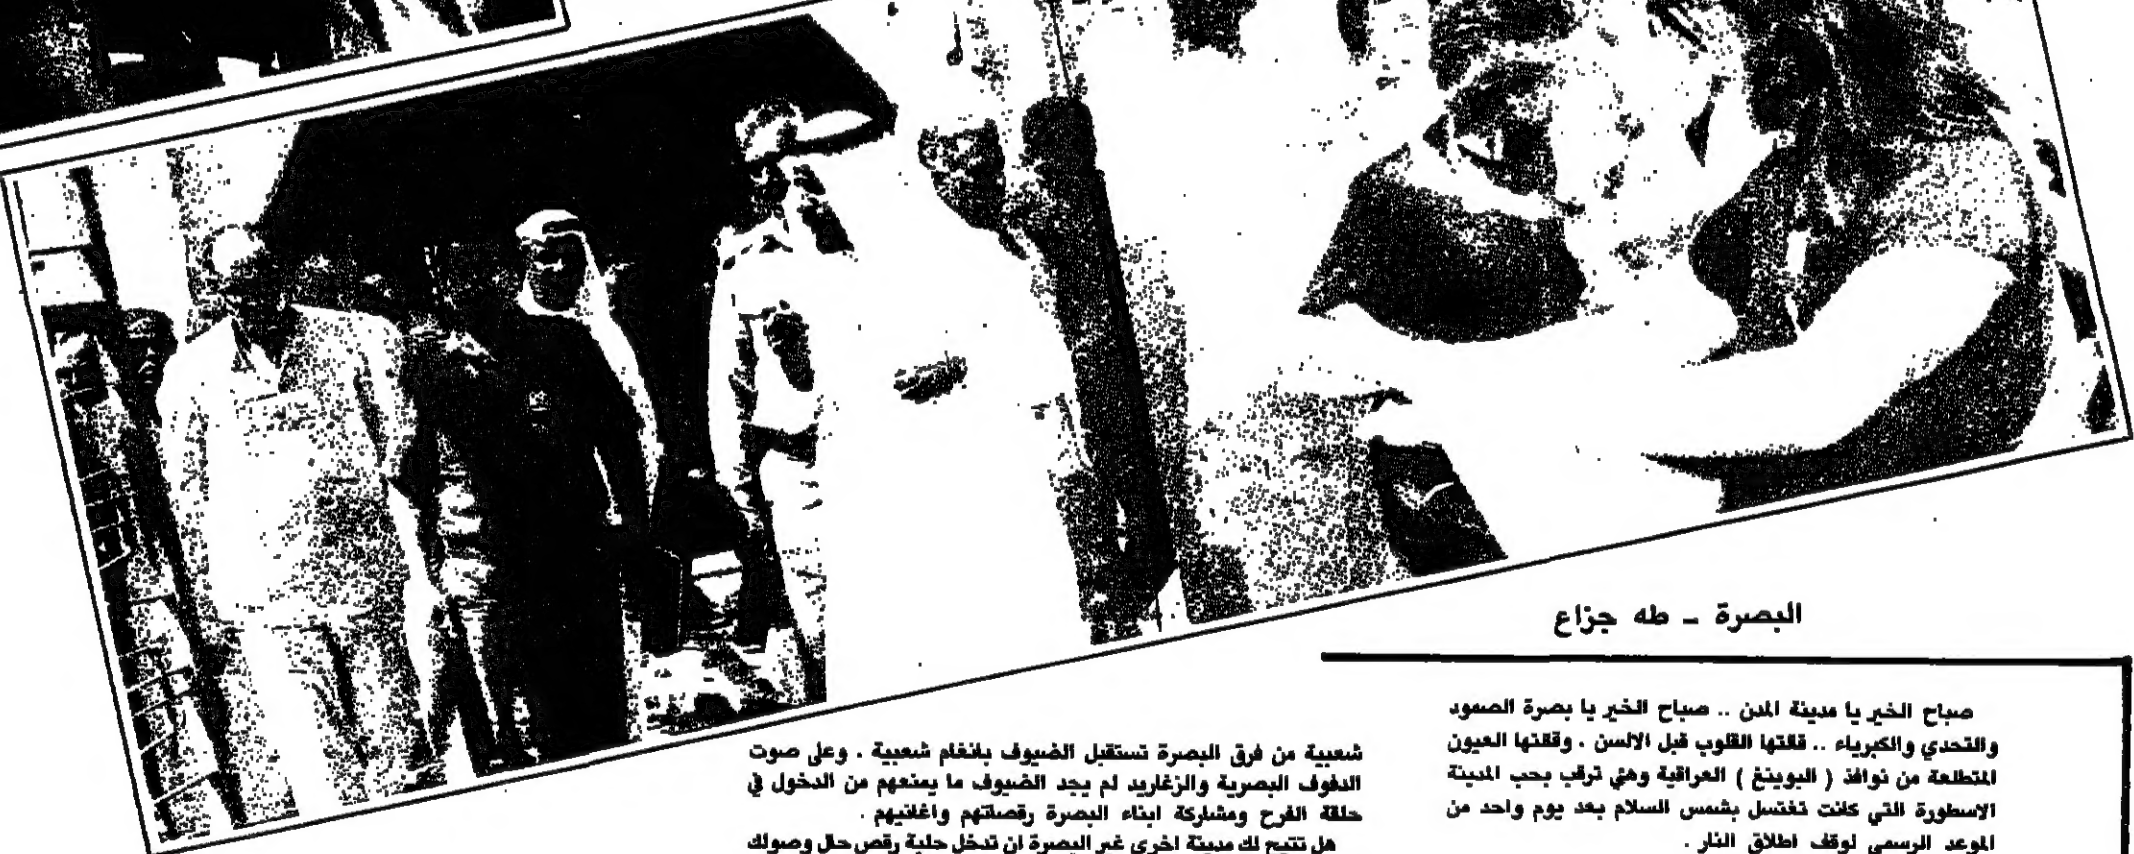 البصرة - طه جزاع
صباح الخير يا مدينة المدن .. صباح الخير يا بصرة الصمود
والتحدي والكبرياء .. قالتها القلوب قبل الالسن . وقالتها العيون
المتطلعة من نوافذ ( البوينغ ) العراقية وهي ترقب بحب المدينة
الاسطورة التي كانت تغتسل بشمس السلام بعد يوم واحد من
الموعد الرسمي لوقف اطلاق النار .
شعبية من فرق البصرة تستقبل الضيوف بانغام شعبية . وعلى صوت
الدفوف البصرية والزغاريد لم يجد الضيوف ما يمنعهم من الدخول في
حلقة الفرح ومشاركة ابناء البصرة رقصاتهم واغانيهم .
هل تتيح لك مدينة اخرى غير البصرة ان تدخل حلبة رقص حال وصولك